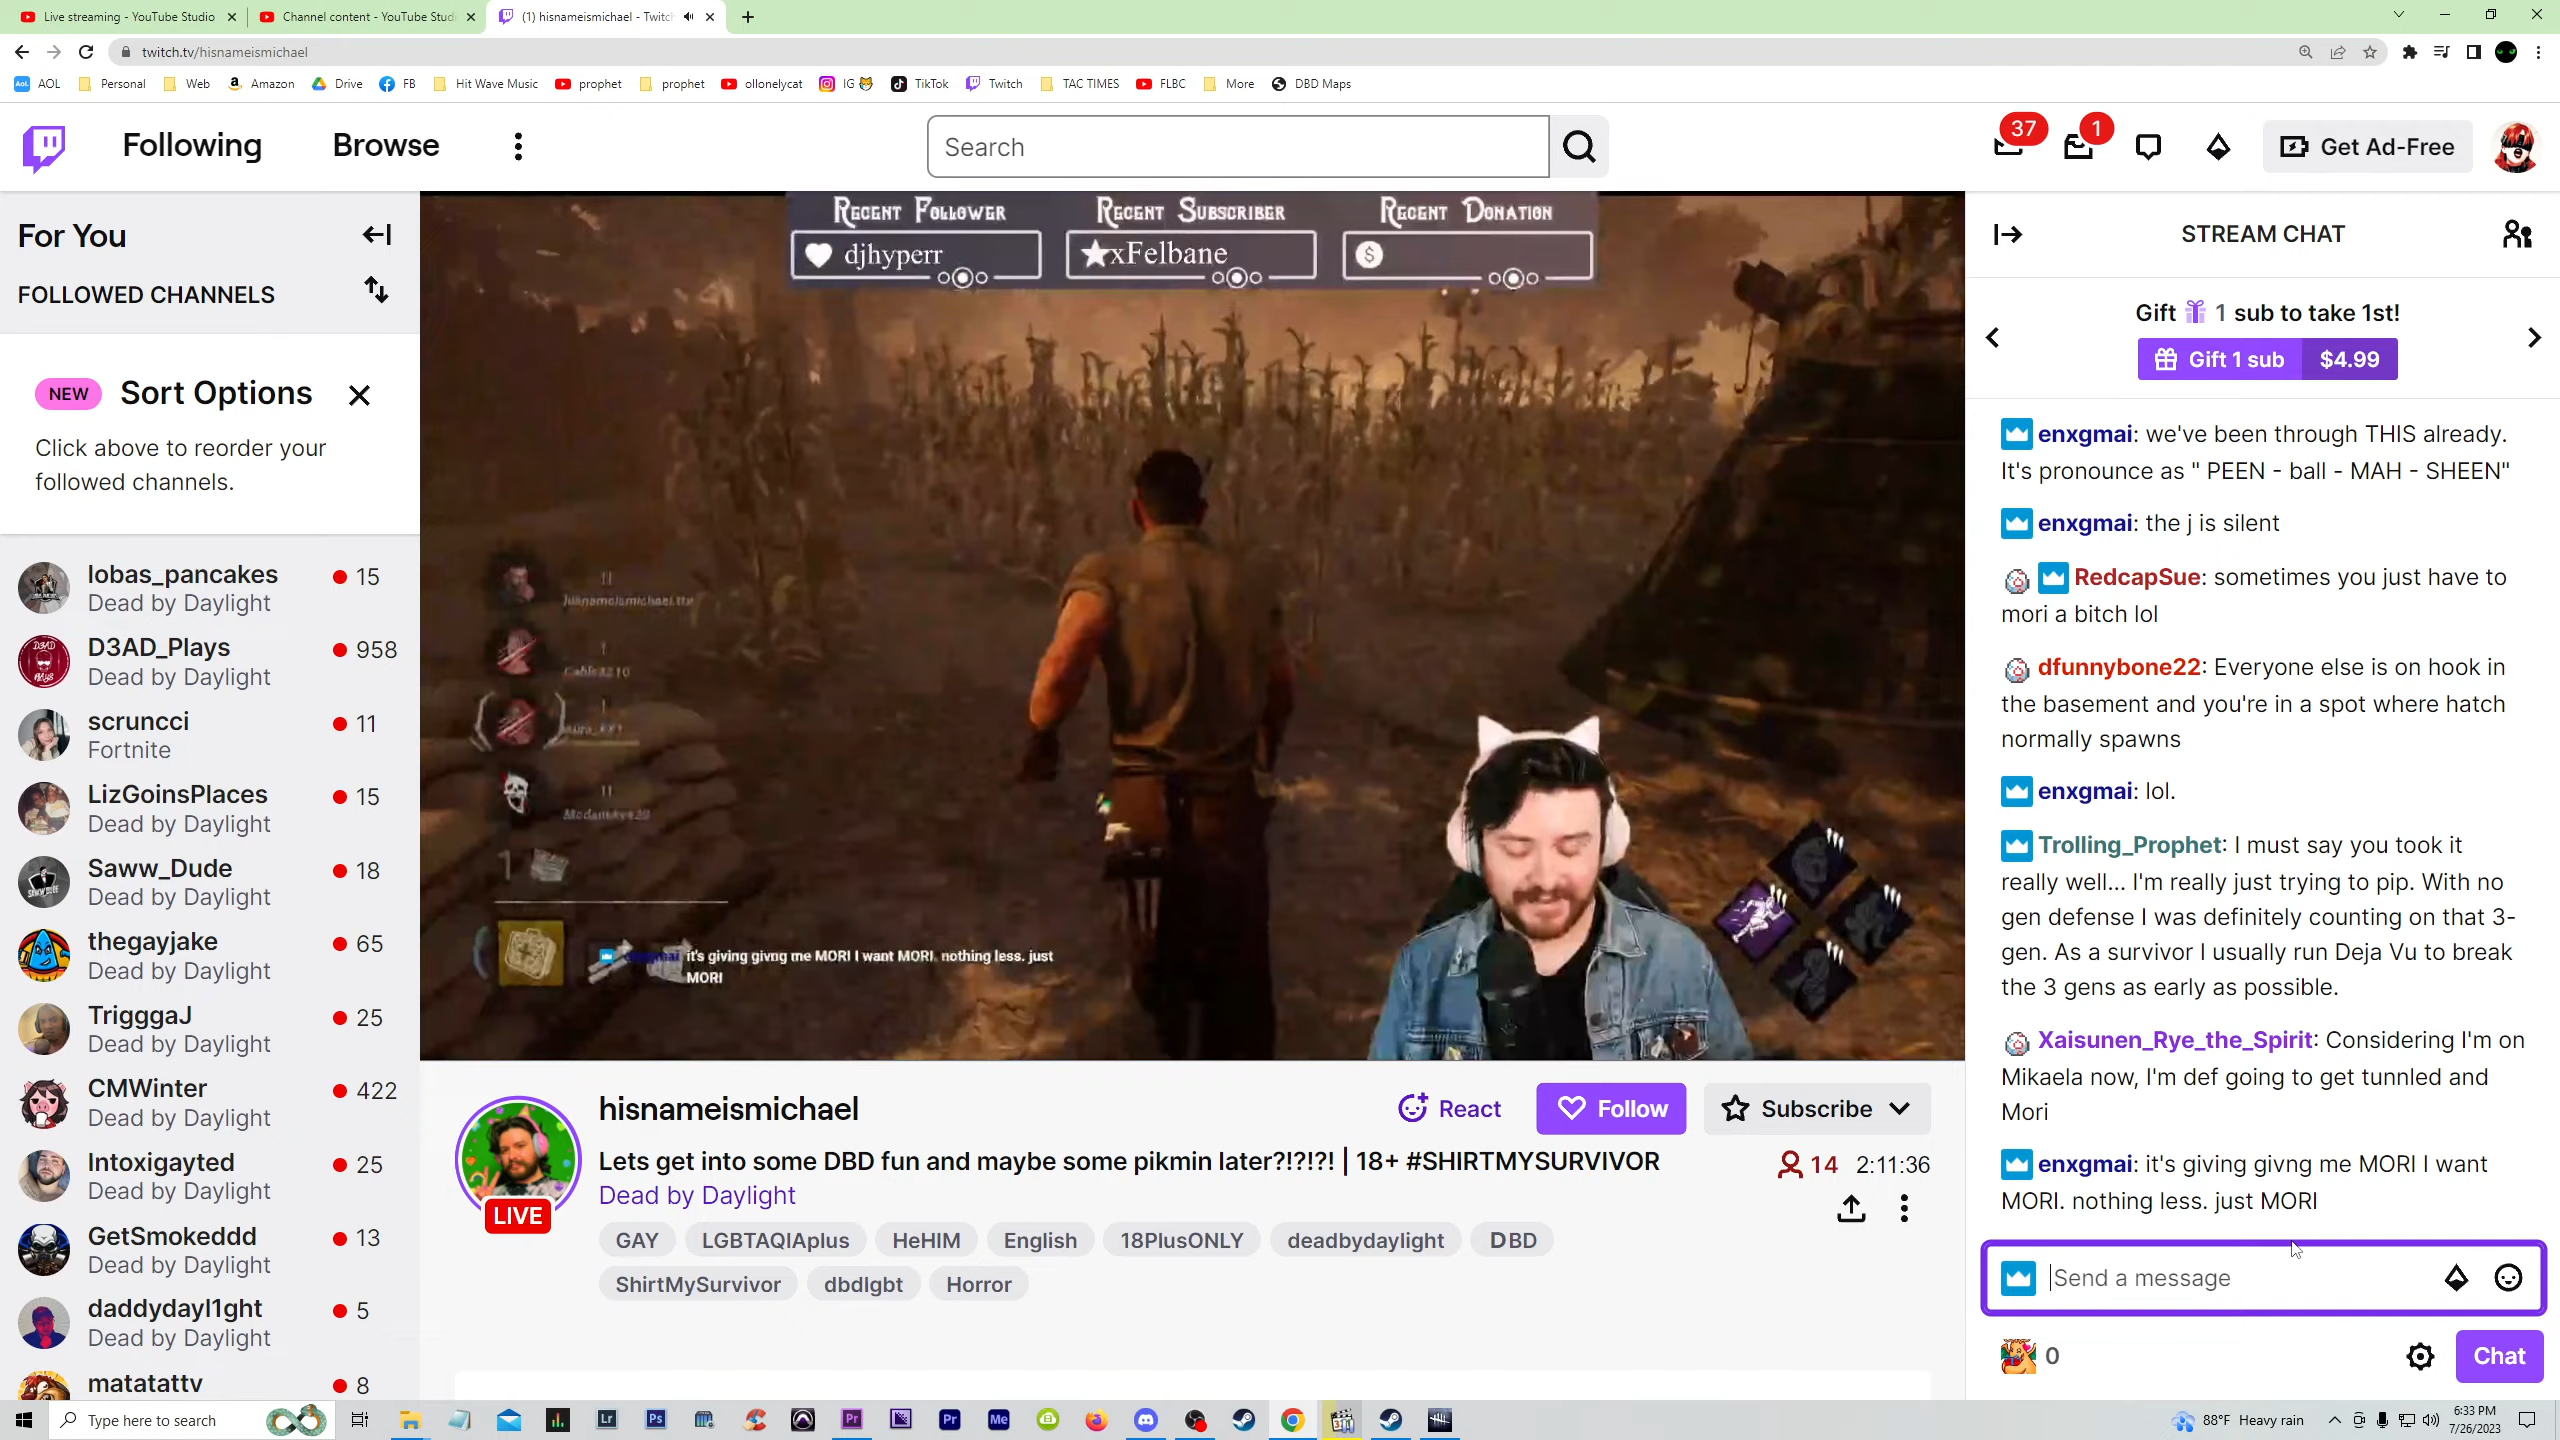 Live streaming - YouTube Studio
Channel content - YouTube Studi
(1) hisnameismichael - Twitch
twitch.tv/hisnameismichael
AOL Personal Web Amazon Drive FB Hit Wave Music prophet prophet ollonelycat IG TikTok Twitch TAC TIMES FLBC More DBD Maps
Following
Browse
Search
37
1
Get Ad-Free
For You
FOLLOWED CHANNELS
NEW Sort Options
Click above to reorder your
followed channels.
lobas_pancakes 15
Dead by Daylight
D3AD_Plays 958
Dead by Daylight
scruncci 11
Fortnite
LizGoinsPlaces 15
Dead by Daylight
Saww_Dude 18
Dead by Daylight
thegayjake 65
Dead by Daylight
TrigggaJ 25
Dead by Daylight
CMWinter 422
Dead by Daylight
Intoxigayted 25
Dead by Daylight
GetSmokeddd 13
Dead by Daylight
daddydayl1ght 5
Dead by Daylight
matatattv 8
Recent Follower Recent Subscriber Recent Donation
djhyperr xFelbane
it's giving givng me MORI I want MORI. nothing less. just
MORI
hisnameismichael
React
Follow
Subscribe
Lets get into some DBD fun and maybe some pikmin later?!?!?! | 18+ #SHIRTMYSURVIVOR
14 2:11:36
Dead by Daylight
LIVE
GAY LGBTAQIAplus HeHIM English 18PlusONLY deadbydaylight DBD
ShirtMySurvivor dbdlgbt Horror
STREAM CHAT
Gift 1 sub to take 1st!
Gift 1 sub $4.99
enxgmai: we've been through THIS already.
It's pronounce as " PEEN - ball - MAH - SHEEN"
enxgmai: the j is silent
RedcapSue: sometimes you just have to
mori a bitch lol
dfunnybone22: Everyone else is on hook in
the basement and you're in a spot where hatch
normally spawns
enxgmai: lol.
Trolling_Prophet: I must say you took it
really well... I'm really just trying to pip. With no
gen defense I was definitely counting on that 3-
gen. As a survivor I usually run Deja Vu to break
the 3 gens as early as possible.
Xaisunen_Rye_the_Spirit: Considering I'm on
Mikaela now, I'm def going to get tunnled and
Mori
enxgmai: it's giving givng me MORI I want
MORI. nothing less. just MORI
Send a message
0
Chat
Type here to search
88°F Heavy rain
6:33 PM
7/26/2023